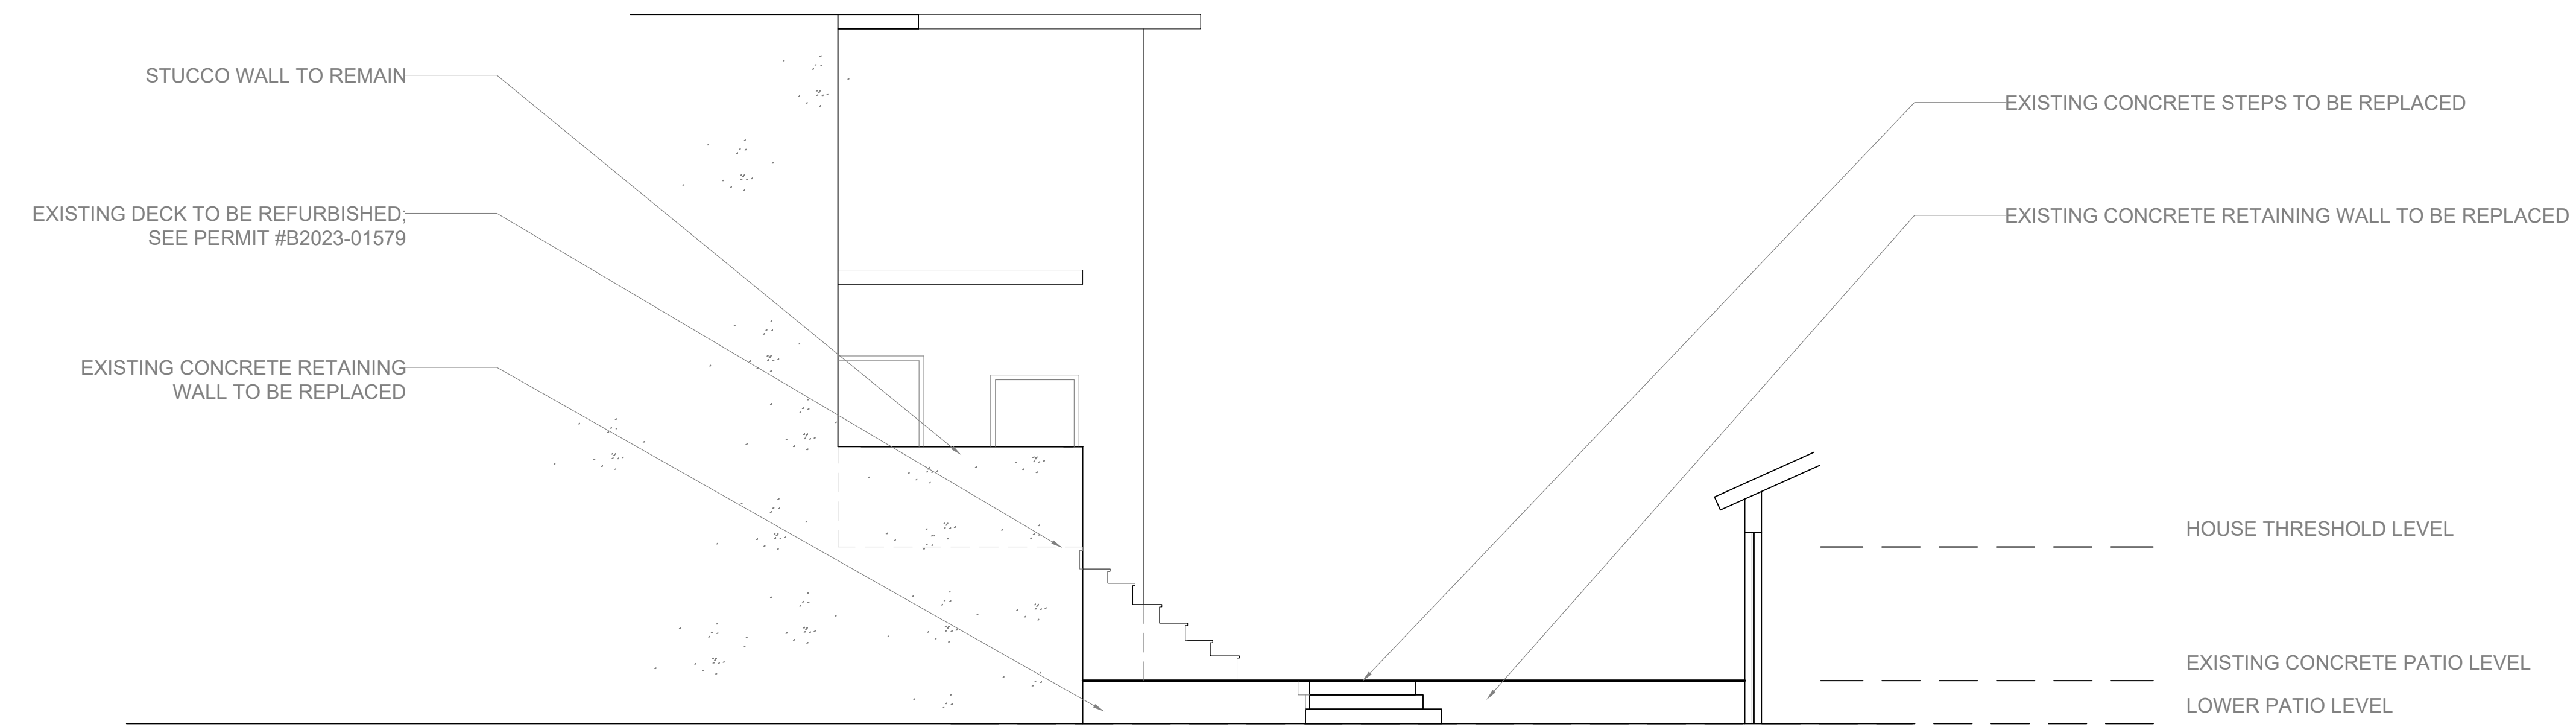 STUCCO WALL TO REMAIN
EXISTING DECK TO BE REFURBISHED;
SEE PERMIT #B2023-01579
EXISTING CONCRETE RETAINING
WALL TO BE REPLACED
EXISTING CONCRETE STEPS TO BE REPLACED
EXISTING CONCRETE RETAINING WALL TO BE REPLACED
HOUSE THRESHOLD LEVEL
EXISTING CONCRETE PATIO LEVEL
LOWER PATIO LEVEL